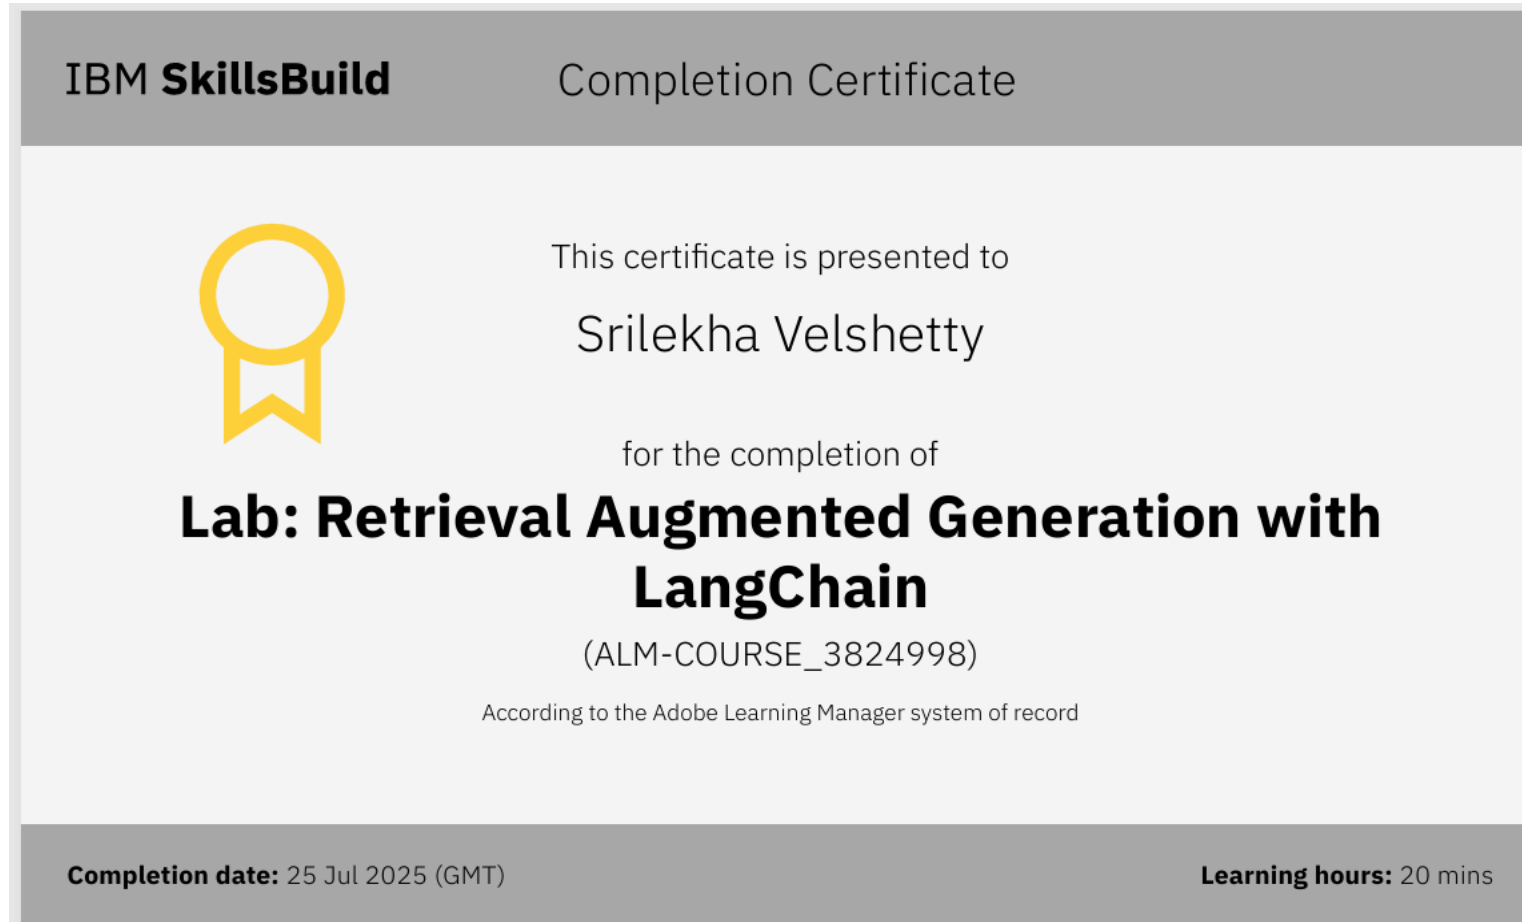 IBM SkillsBuild
Completion Certificate
This certificate is presented to
Srilekha Velshetty
for the completion of
Lab: Retrieval Augmented Generation with
LangChain
(ALM-COURSE_3824998)
According to the Adobe Learning Manager system of record
Completion date: 25 Jul 2025 (GMT)
Learning hours: 20 mins